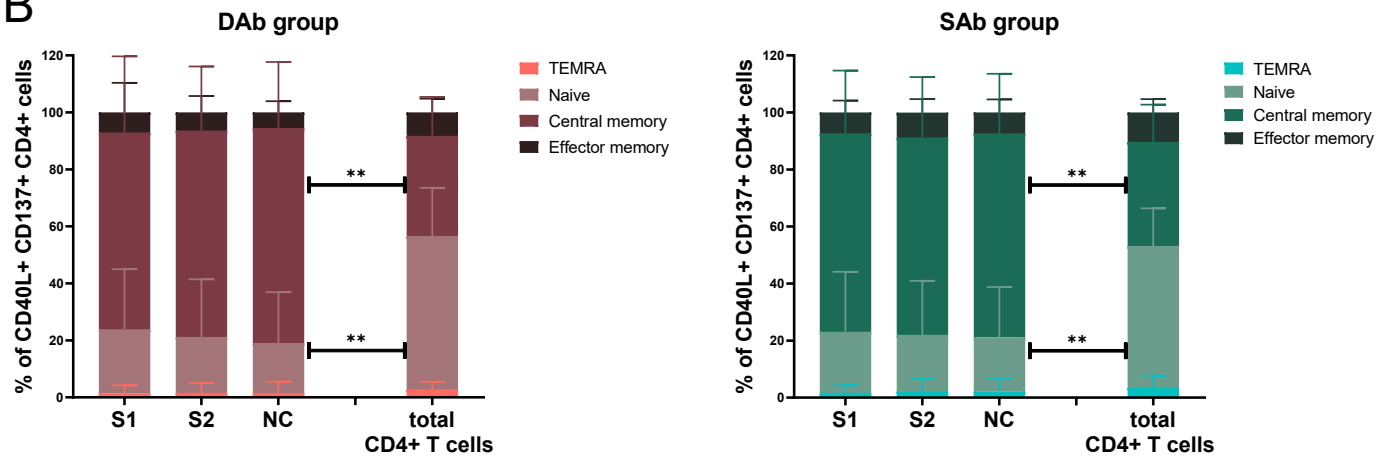 B
DAb group
% of CD40L+ CD137+ CD4+ cells
120
100
80
60
40
20
0
**
**
S1 S2 NC total
CD4+ T cells
TEMRA
Naive
Central memory
Effector memory
SAb group
% of CD40L+ CD137+ CD4+ cells
120
100
80
60
40
20
0
**
**
S1 S2 NC total
CD4+ T cells
TEMRA
Naive
Central memory
Effector memory